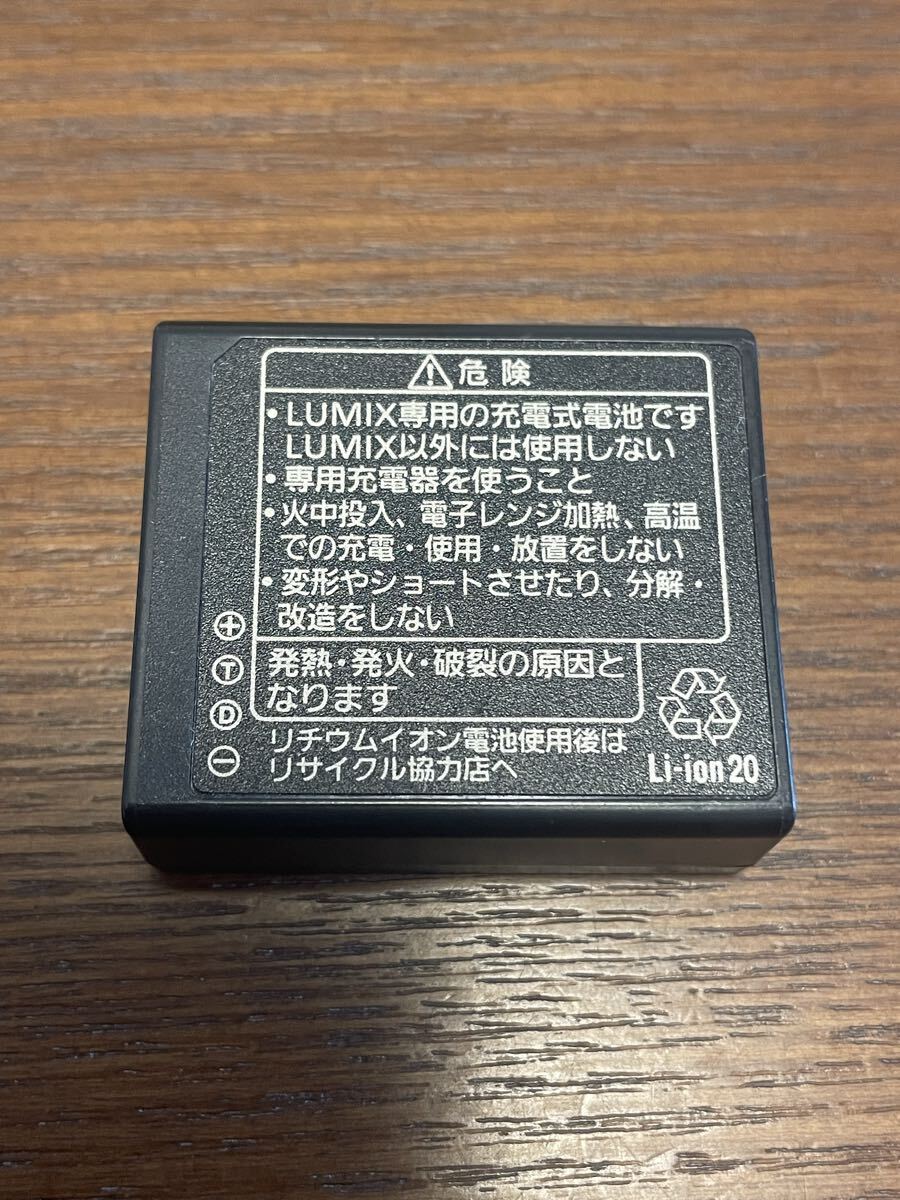 ⚠危険
・LUMIX専用の充電式電池です
LUMIX以外には使用しない
・専用充電器を使うこと
・火中投入、電子レンジ加熱、高温
での充電・使用・放置をしない
・変形やショートさせたり、分解・
改造をしない
発熱・発火・破裂の原因と
なります
リチウムイオン電池使用後は
リサイクル協力店へ
⊕
Ⓣ
Ⓓ
⊖
Li-ion 20